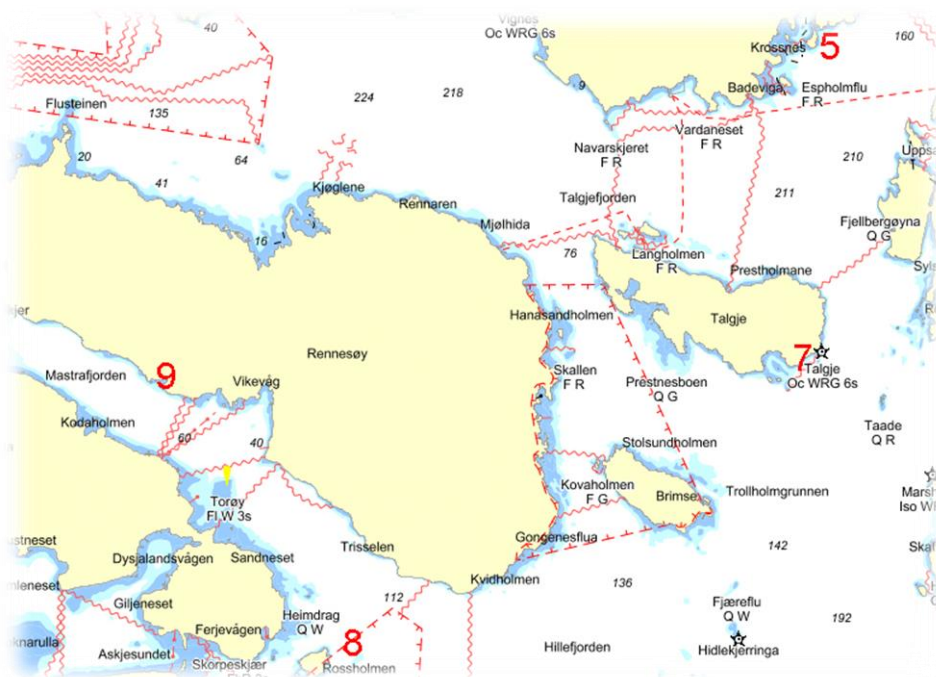 40
Vignes
Oc WRG 6s
Krossnes
5
160
9
Badeviga
Espholmflu
F R
224
218
Flusteinen
135
Vardaneset
F R
Navarskjeret
F R
210
20
64
41
Kjøglene
Talgjefjorden
211
Rennaren
Mjølhida
Fjellbergøyna
Q G
16
76
Langholmen
F R
Prestholmane
Hanasandholmen
Talgje
Rennesøy
7
Talgje
Oc WRG 6s
Mastrafjorden
9
Vikevåg
Skallen
F R
Prestnesboen
Q G
Kodaholmen
Taade
Q R
60
40
Stolsundholmen
Torøy
Fl W 3s
Kovaholmen
F G
Brimse
Trollholmgrunnen
Gongenesflua
142
Trisselen
Dysjalandsvågen
Sandneset
Kvidholmen
136
Giljeneset
112
Heimdrag
Q W
Fjæreflu
Q W
192
Ferjevågen
8
Askjesundet
Hillefjorden
Hidlekjerringa
Skorpeskjær
Rossholmen